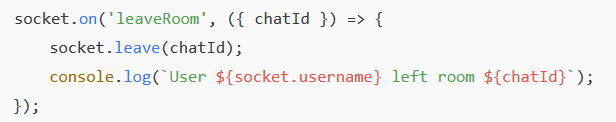 socket.on('leaveRoom', ({ chatId }) => {
    socket.leave(chatId);
    console.log(`User ${socket.username} left room ${chatId}`);
});